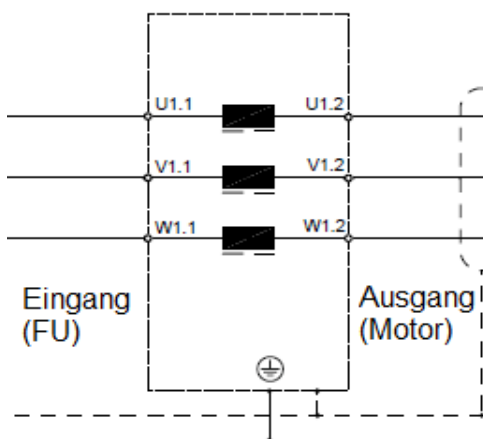 U1.1 U1.2
V1.1 V1.2
W1.1 W1.2
Eingang
(FU)
Ausgang
(Motor)